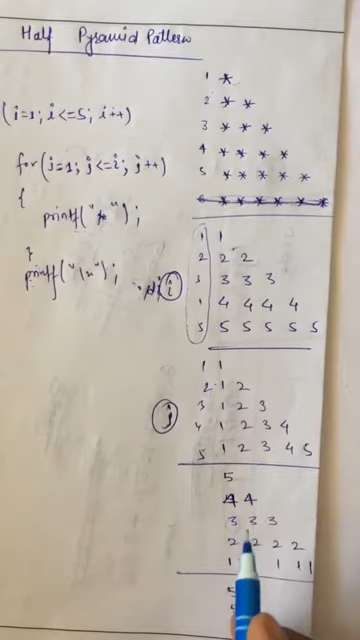 Half Pyramid Pattern
(i=1; i<=5; i++)
for(j=1; j<=i; j++)
{
printf("*");
}
printf("\n");
1 *
2 * *
3 * * *
4 * * * *
5 * * * * *
6 * * * * * *
i
1 1
2 2 2
3 3 3 3
1 4 4 4 4
5 5 5 5 5 5
j
1 1
2 1 2
3 1 2 3
4 1 2 3 4
5 1 2 3 4 5
5
4 4
3 3 3
2 2 2 2
1 1 1 1
5
5